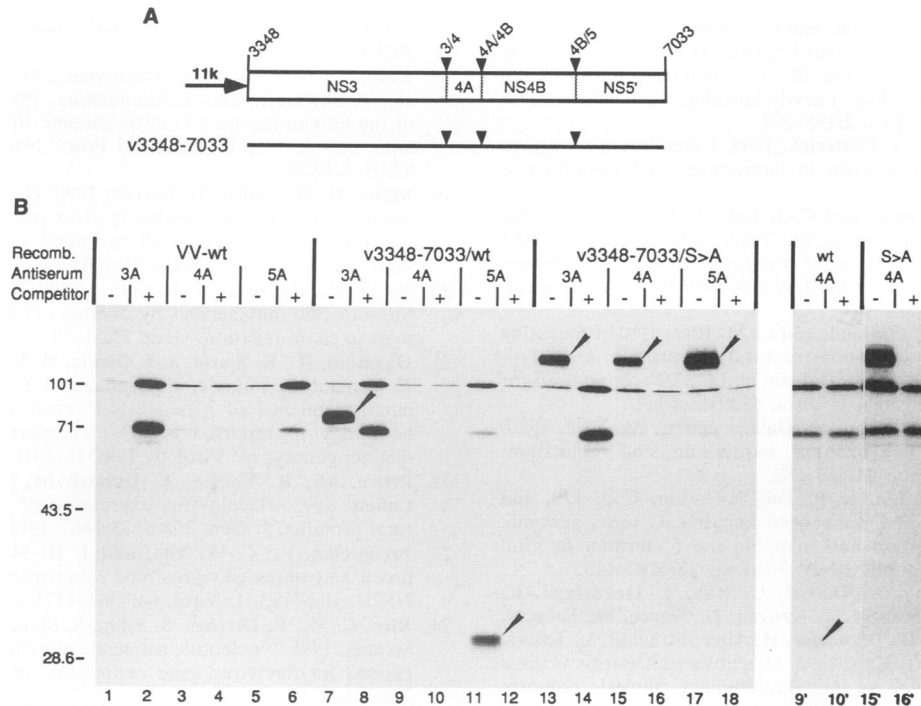 A
3348
3/4
4A/4B
4B/5
7033
11k
NS3
4A
NS4B
NS5'
v3348-7033
B
Recomb.
VV-wt
v3348-7033/wt
v3348-7033/S>A
wt
S>A
Antiserum
3A 4A 5A 3A 4A 5A 3A 4A 5A 4A 4A
Competitor
- + - + - + - + - + - + - + - + - + - + - +
101-
71-
43.5-
28.6-
1 2 3 4 5 6 7 8 9 10 11 12 13 14 15 16 17 18 9' 10' 15' 16'